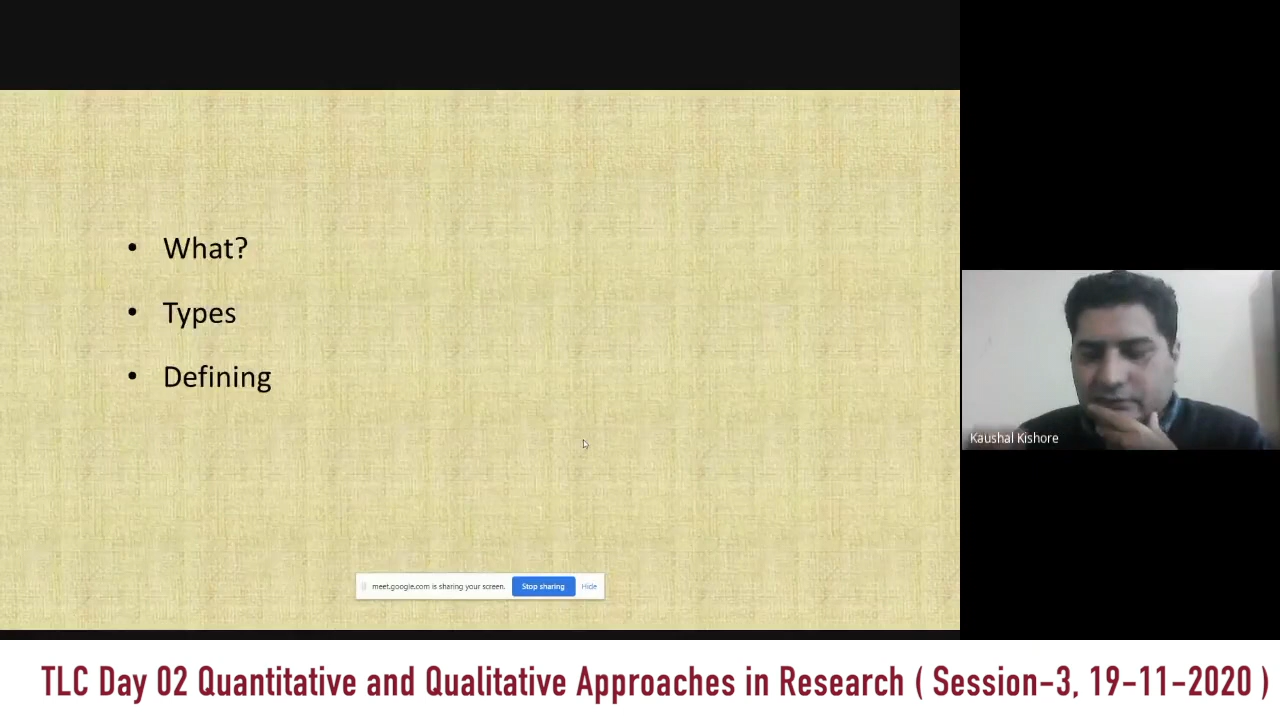 • What?
• Types
• Defining
Kaushal Kishore
meet.google.com is sharing your screen. Stop sharing Hide
TLC Day 02 Quantitative and Qualitative Approaches in Research ( Session-3, 19-11-2020 )